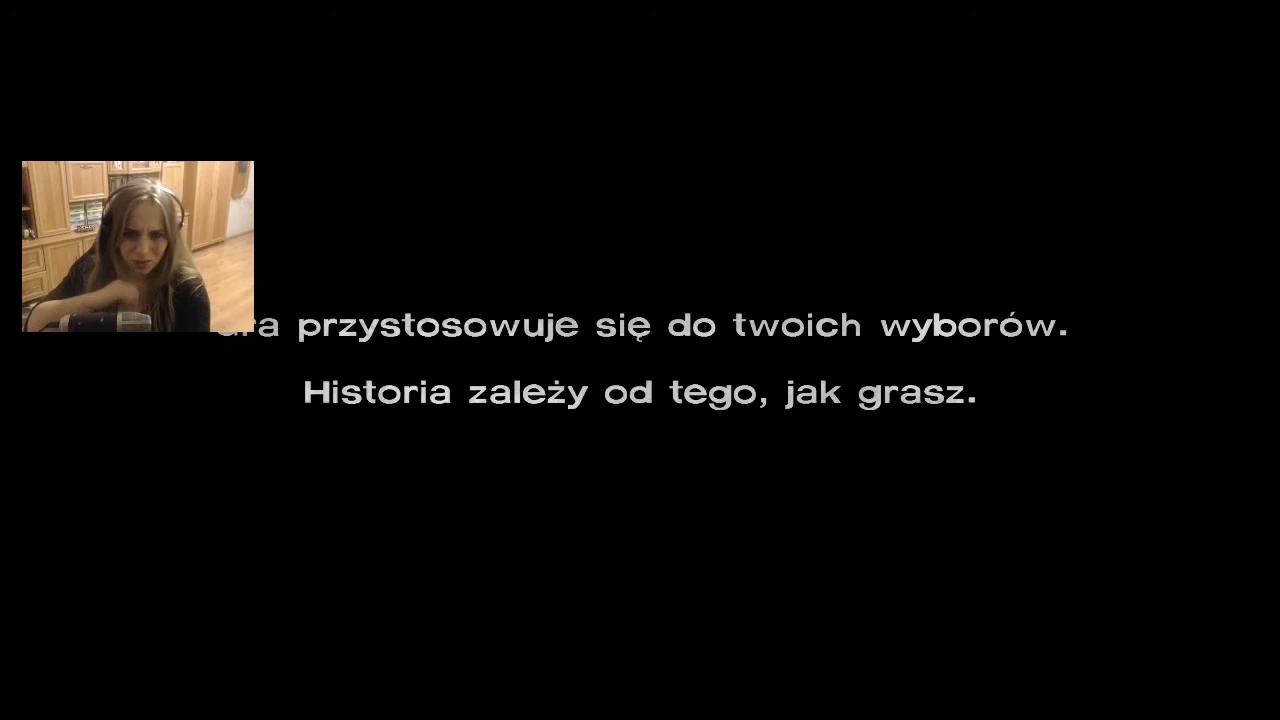 przystosowuje się do twoich wyborów.
Historia zależy od tego, jak grasz.